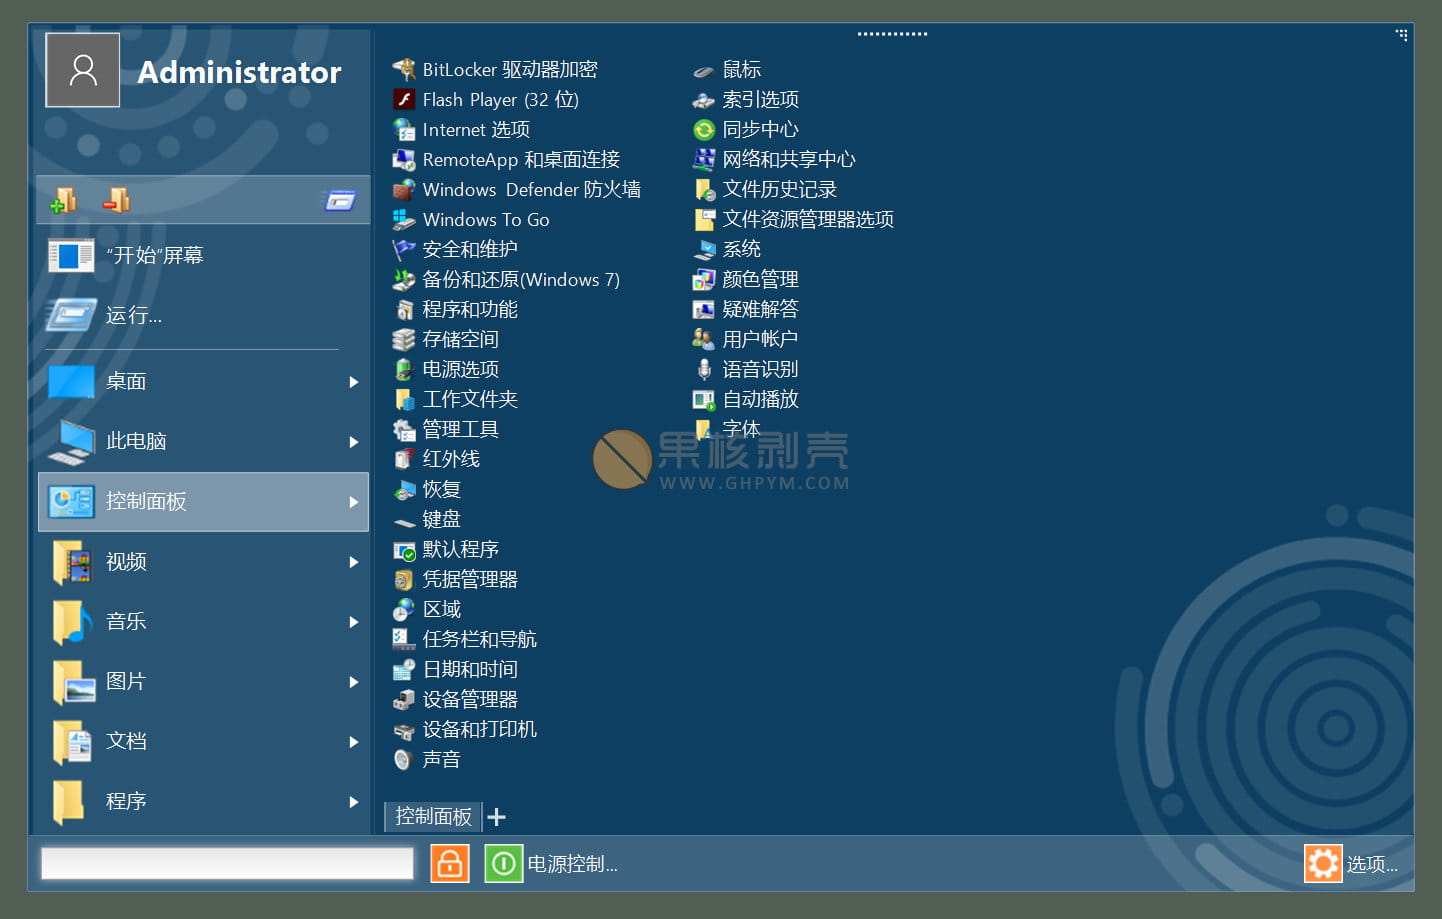 Administrator
“开始”屏幕
运行...
桌面
此电脑
控制面板
视频
音乐
图片
文档
程序
BitLocker 驱动器加密
Flash Player (32 位)
Internet 选项
RemoteApp 和桌面连接
Windows Defender 防火墙
Windows To Go
安全和维护
备份和还原(Windows 7)
程序和功能
存储空间
电源选项
工作文件夹
管理工具
红外线
恢复
键盘
默认程序
凭据管理器
区域
任务栏和导航
日期和时间
设备管理器
设备和打印机
声音
鼠标
索引选项
同步中心
网络和共享中心
文件历史记录
文件资源管理器选项
系统
颜色管理
疑难解答
用户帐户
语音识别
自动播放
字体
果核剥壳
WWW.GHPYM.COM
控制面板
电源控制...
选项...